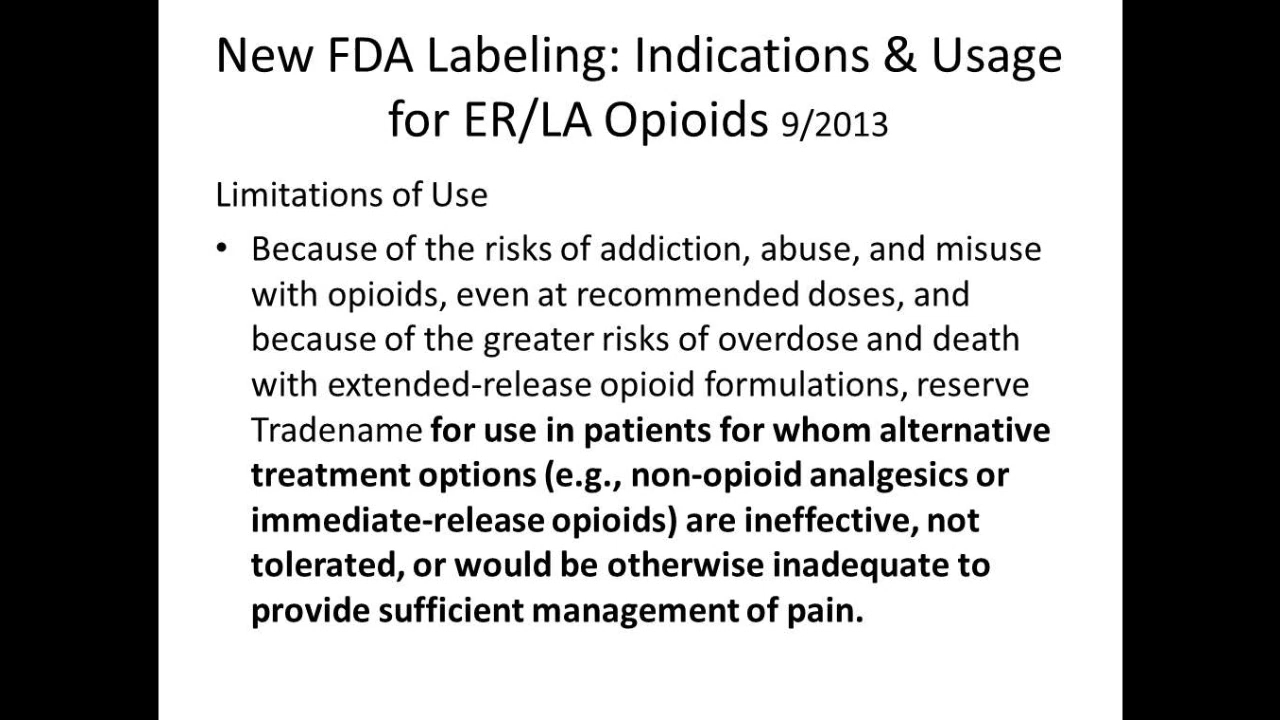 New FDA Labeling: Indications & Usage
for ER/LA Opioids 9/2013
Limitations of Use
• Because of the risks of addiction, abuse, and misuse
with opioids, even at recommended doses, and
because of the greater risks of overdose and death
with extended-release opioid formulations, reserve
Tradename for use in patients for whom alternative
treatment options (e.g., non-opioid analgesics or
immediate-release opioids) are ineffective, not
tolerated, or would be otherwise inadequate to
provide sufficient management of pain.